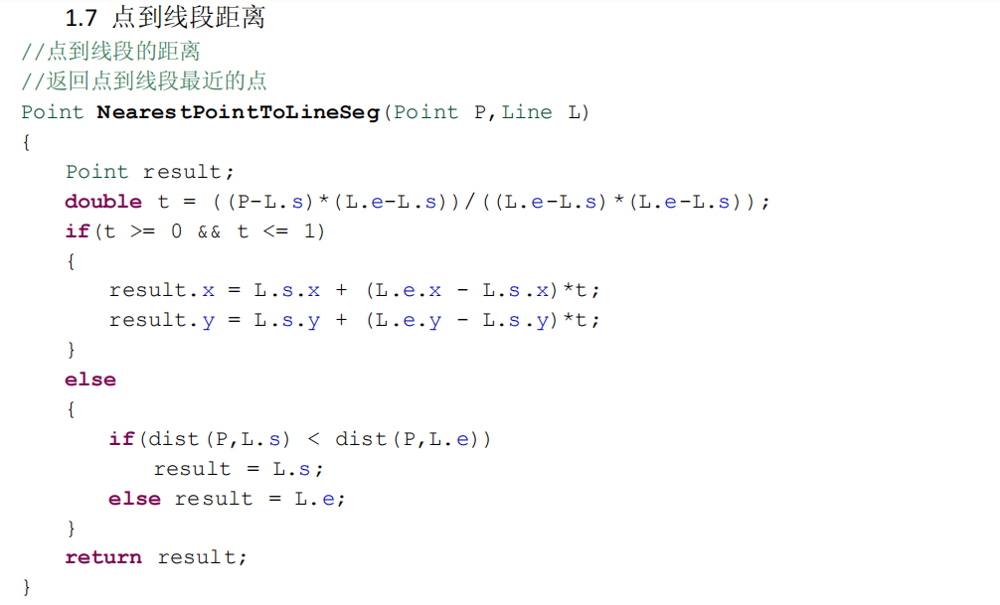 1.7 点到线段距离
//点到线段的距离
//返回点到线段最近的点
Point NearestPointToLineSeg(Point P,Line L)
{
    Point result;
    double t = ((P-L.s)*(L.e-L.s))/((L.e-L.s)*(L.e-L.s));
    if(t >= 0 && t <= 1)
    {
        result.x = L.s.x + (L.e.x - L.s.x)*t;
        result.y = L.s.y + (L.e.y - L.s.y)*t;
    }
    else
    {
        if(dist(P,L.s) < dist(P,L.e))
            result = L.s;
        else result = L.e;
    }
    return result;
}